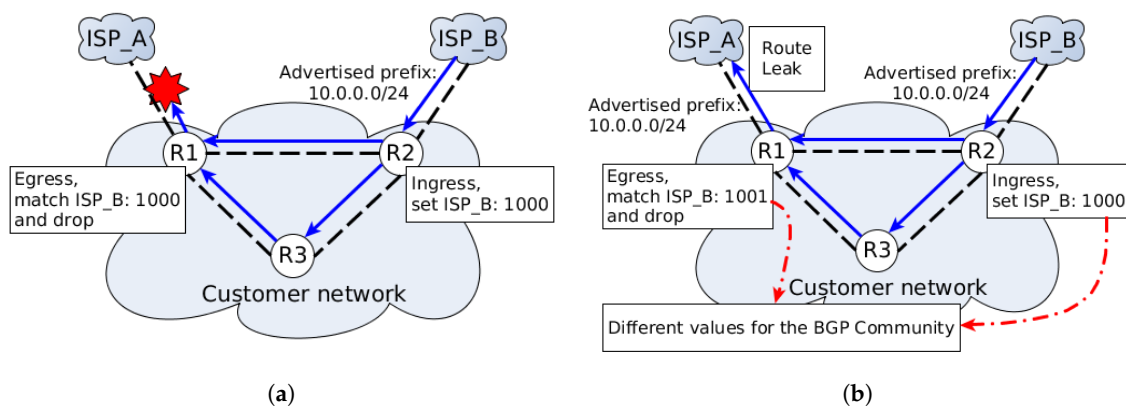 ISP_A
ISP_B
Advertised prefix:
10.0.0.0/24
R1
R2
Egress,
match ISP_B: 1000
and drop
Ingress,
set ISP_B: 1000
R3
Customer network
(a)
ISP_A
Route
Leak
ISP_B
Advertised prefix:
10.0.0.0/24
Advertised prefix:
10.0.0.0/24
R1
R2
Egress,
match ISP_B: 1001
and drop
Ingress,
set ISP_B: 1000
R3
Customer network
Different values for the BGP Community
(b)